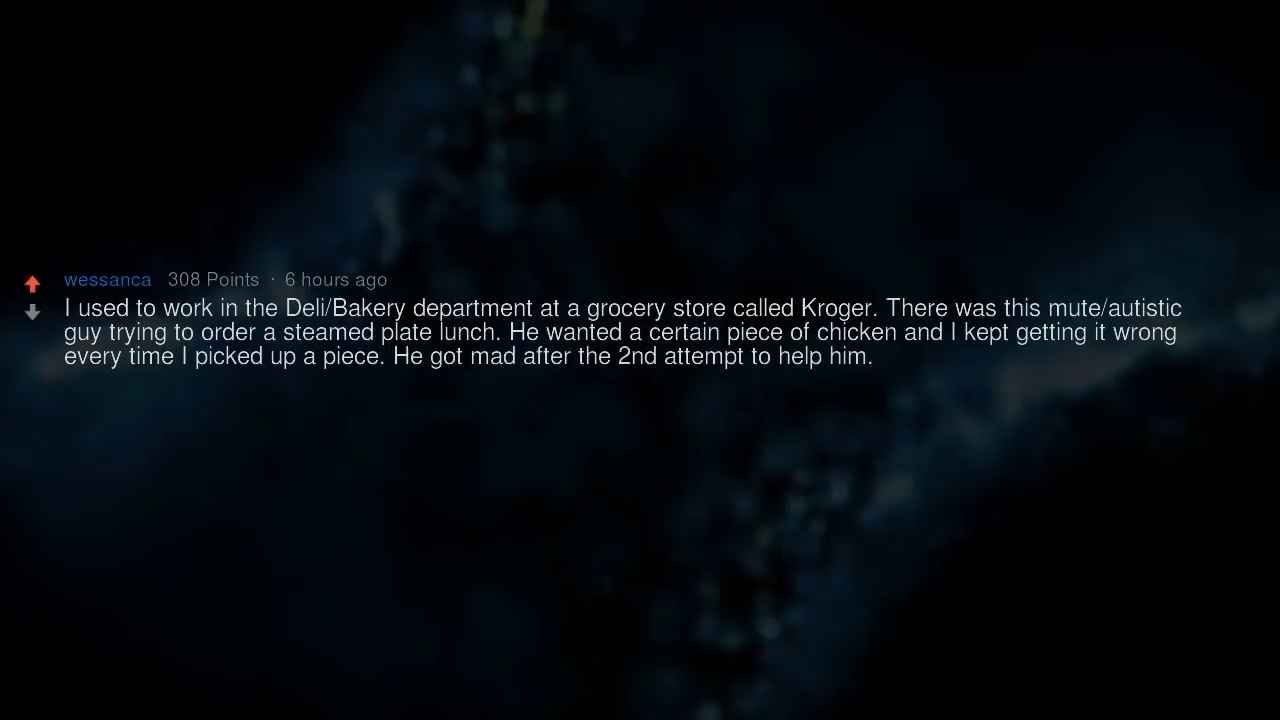 wessanca 308 Points · 6 hours ago
I used to work in the Deli/Bakery department at a grocery store called Kroger. There was this mute/autistic
guy trying to order a steamed plate lunch. He wanted a certain piece of chicken and I kept getting it wrong
every time I picked up a piece. He got mad after the 2nd attempt to help him.